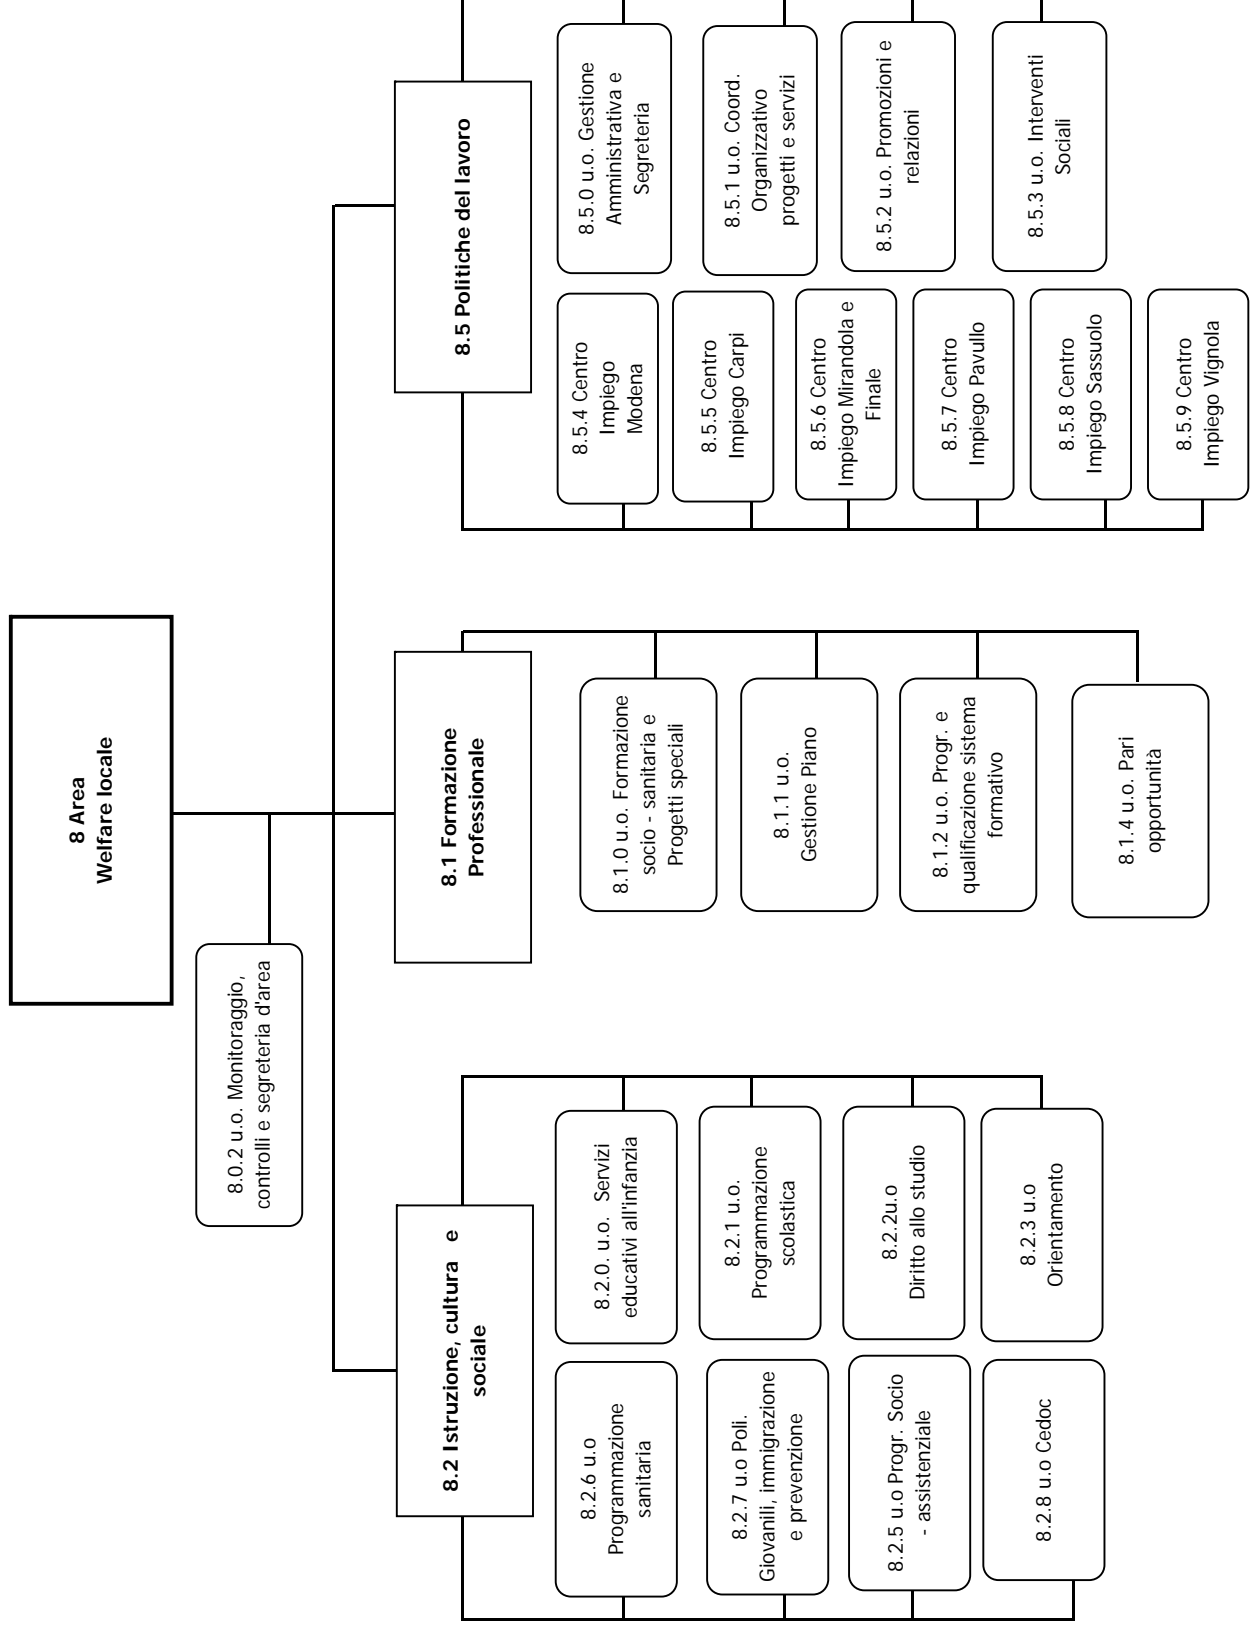 8 Area
Welfare locale
8.0.2 u.o. Monitoraggio,
controlli e segreteria d'area
8.2 Istruzione, cultura e
sociale
8.1 Formazione
Professionale
8.5 Politiche del lavoro
8.2.6 u.o
Programmazione
sanitaria
8.2.7 u.o Poli.
Giovanili, immigrazione
e prevenzione
8.2.5 u.o Progr. Socio
- assistenziale
8.2.8 u.o Cedoc
8.2.0. u.o. Servizi
educativi all'infanzia
8.2.1 u.o.
Programmazione
scolastica
8.2.2u.o
Diritto allo studio
8.2.3 u.o
Orientamento
8.1.0 u.o. Formazione
socio - sanitaria e
Progetti speciali
8.1.1 u.o.
Gestione Piano
8.1.2 u.o. Progr. e
qualificazione sistema
formativo
8.1.4 u.o. Pari
opportunità
8.5.4 Centro
Impiego
Modena
8.5.5 Centro
Impiego Carpi
8.5.6 Centro
Impiego Mirandola e
Finale
8.5.7 Centro
Impiego Pavullo
8.5.8 Centro
Impiego Sassuolo
8.5.9 Centro
Impiego Vignola
8.5.0 u.o. Gestione
Amministrativa e
Segreteria
8.5.1 u.o. Coord.
Organizzativo
progetti e servizi
8.5.2 u.o. Promozioni e
relazioni
8.5.3 u.o. Interventi
Sociali